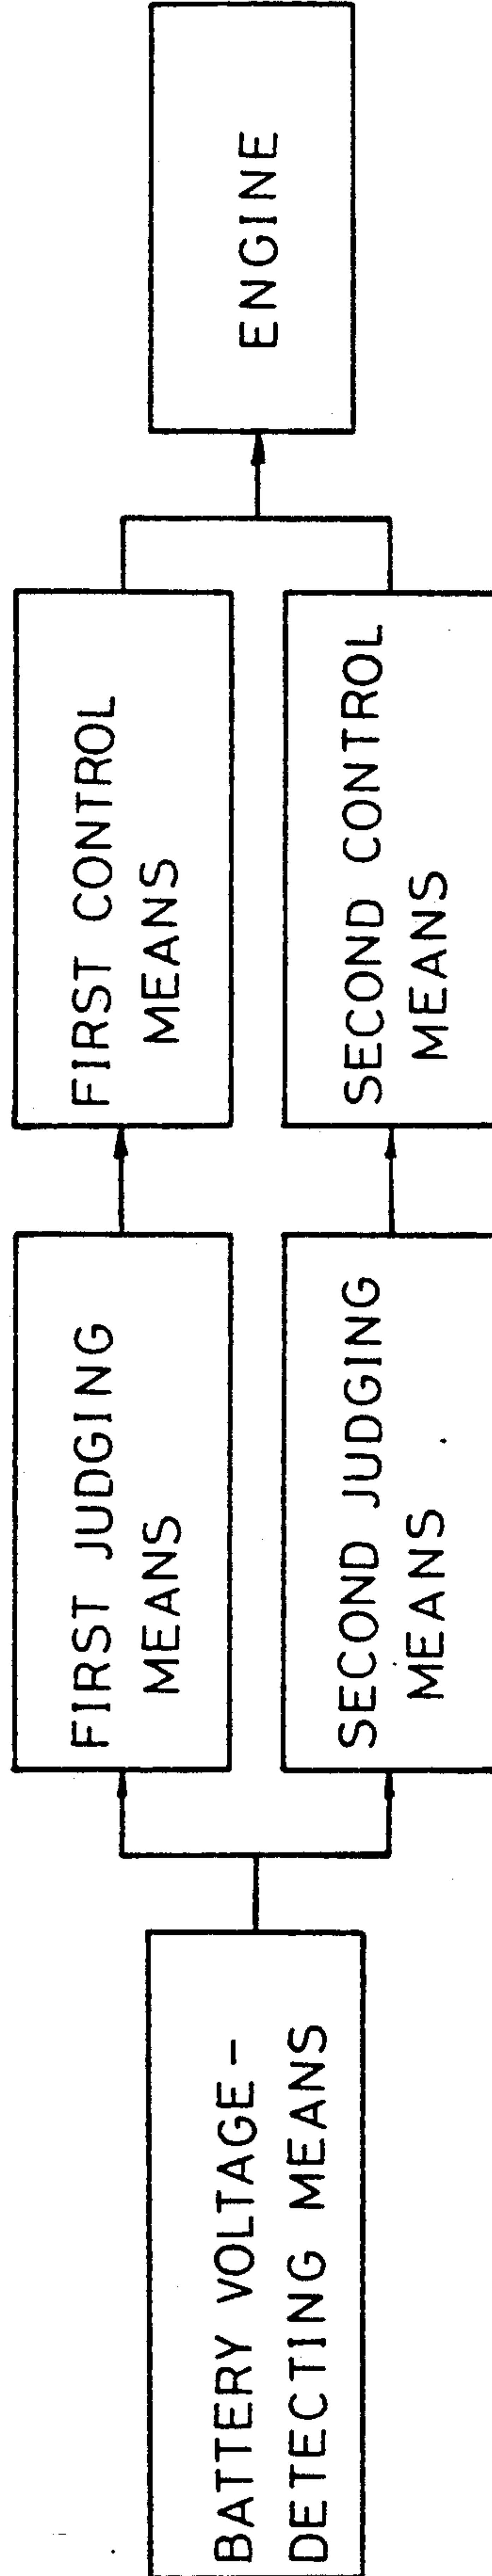 BATTERY VOLTAGE-
DETECTING MEANS
FIRST JUDGING
MEANS
SECOND JUDGING
MEANS
FIRST CONTROL
MEANS
SECOND CONTROL
MEANS
ENGINE